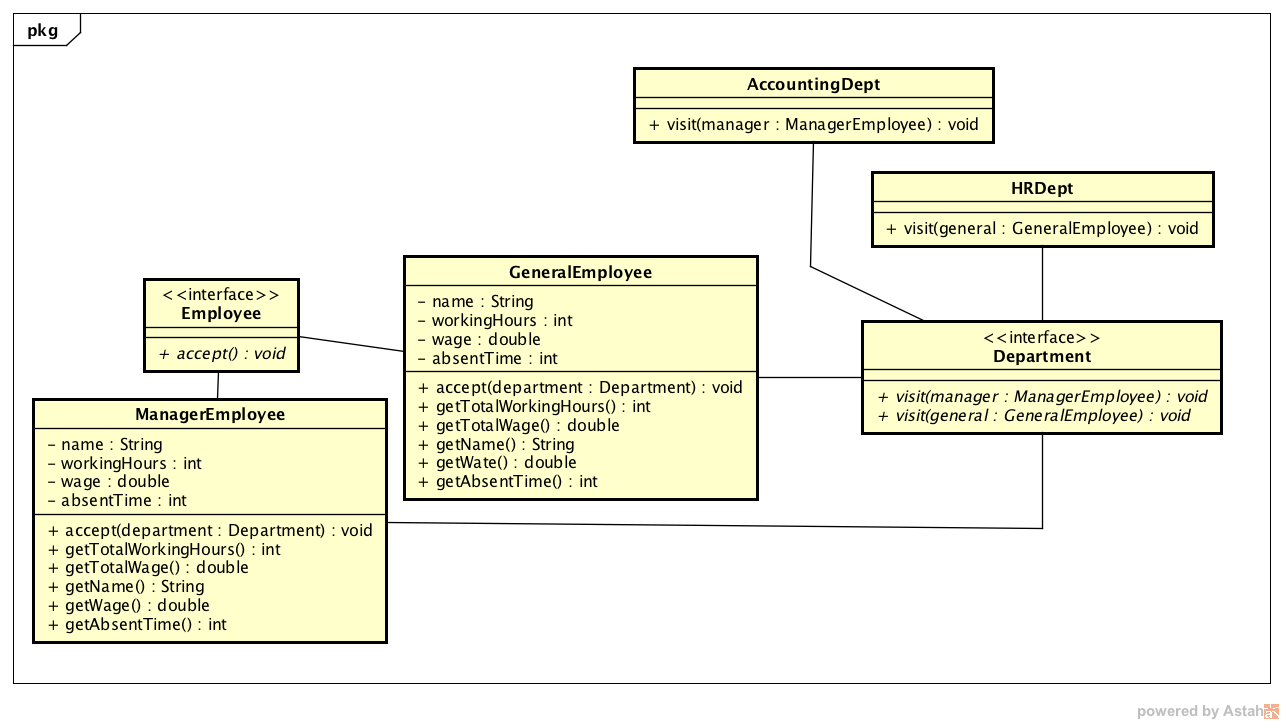 pkg
AccountingDept
+ visit(manager : ManagerEmployee) : void
HRDept
+ visit(general : GeneralEmployee) : void
GeneralEmployee
- name : String
- workingHours : int
- wage : double
- absentTime : int
+ accept(department : Department) : void
+ getTotalWorkingHours() : int
+ getTotalWage() : double
+ getName() : String
+ getWate() : double
+ getAbsentTime() : int
<<interface>>
Employee
+ accept() : void
<<interface>>
Department
+ visit(manager : ManagerEmployee) : void
+ visit(general : GeneralEmployee) : void
ManagerEmployee
- name : String
- workingHours : int
- wage : double
- absentTime : int
+ accept(department : Department) : void
+ getTotalWorkingHours() : int
+ getTotalWage() : double
+ getName() : String
+ getWage() : double
+ getAbsentTime() : int
powered by Astah